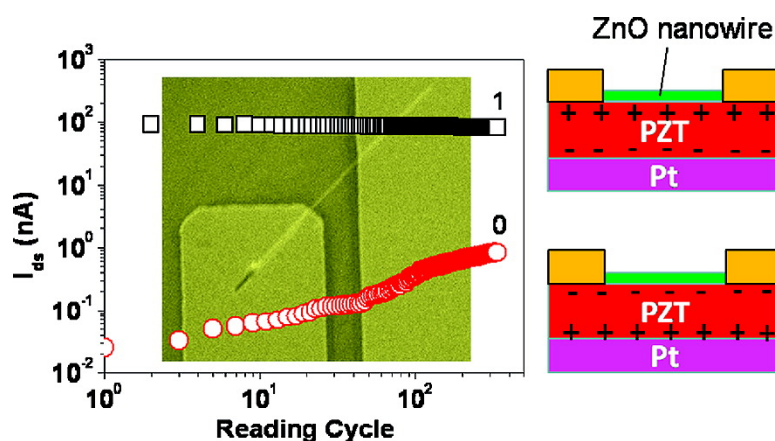 ZnO nanowire
10³
10²
10¹
10⁰
10⁻¹
10⁻²
I_ds (nA)
1
0
10⁰
10¹
10²
Reading Cycle
+ + + + + + +
PZT
- - - - - -
Pt
- - - - - -
PZT
+ + + + + + +
Pt